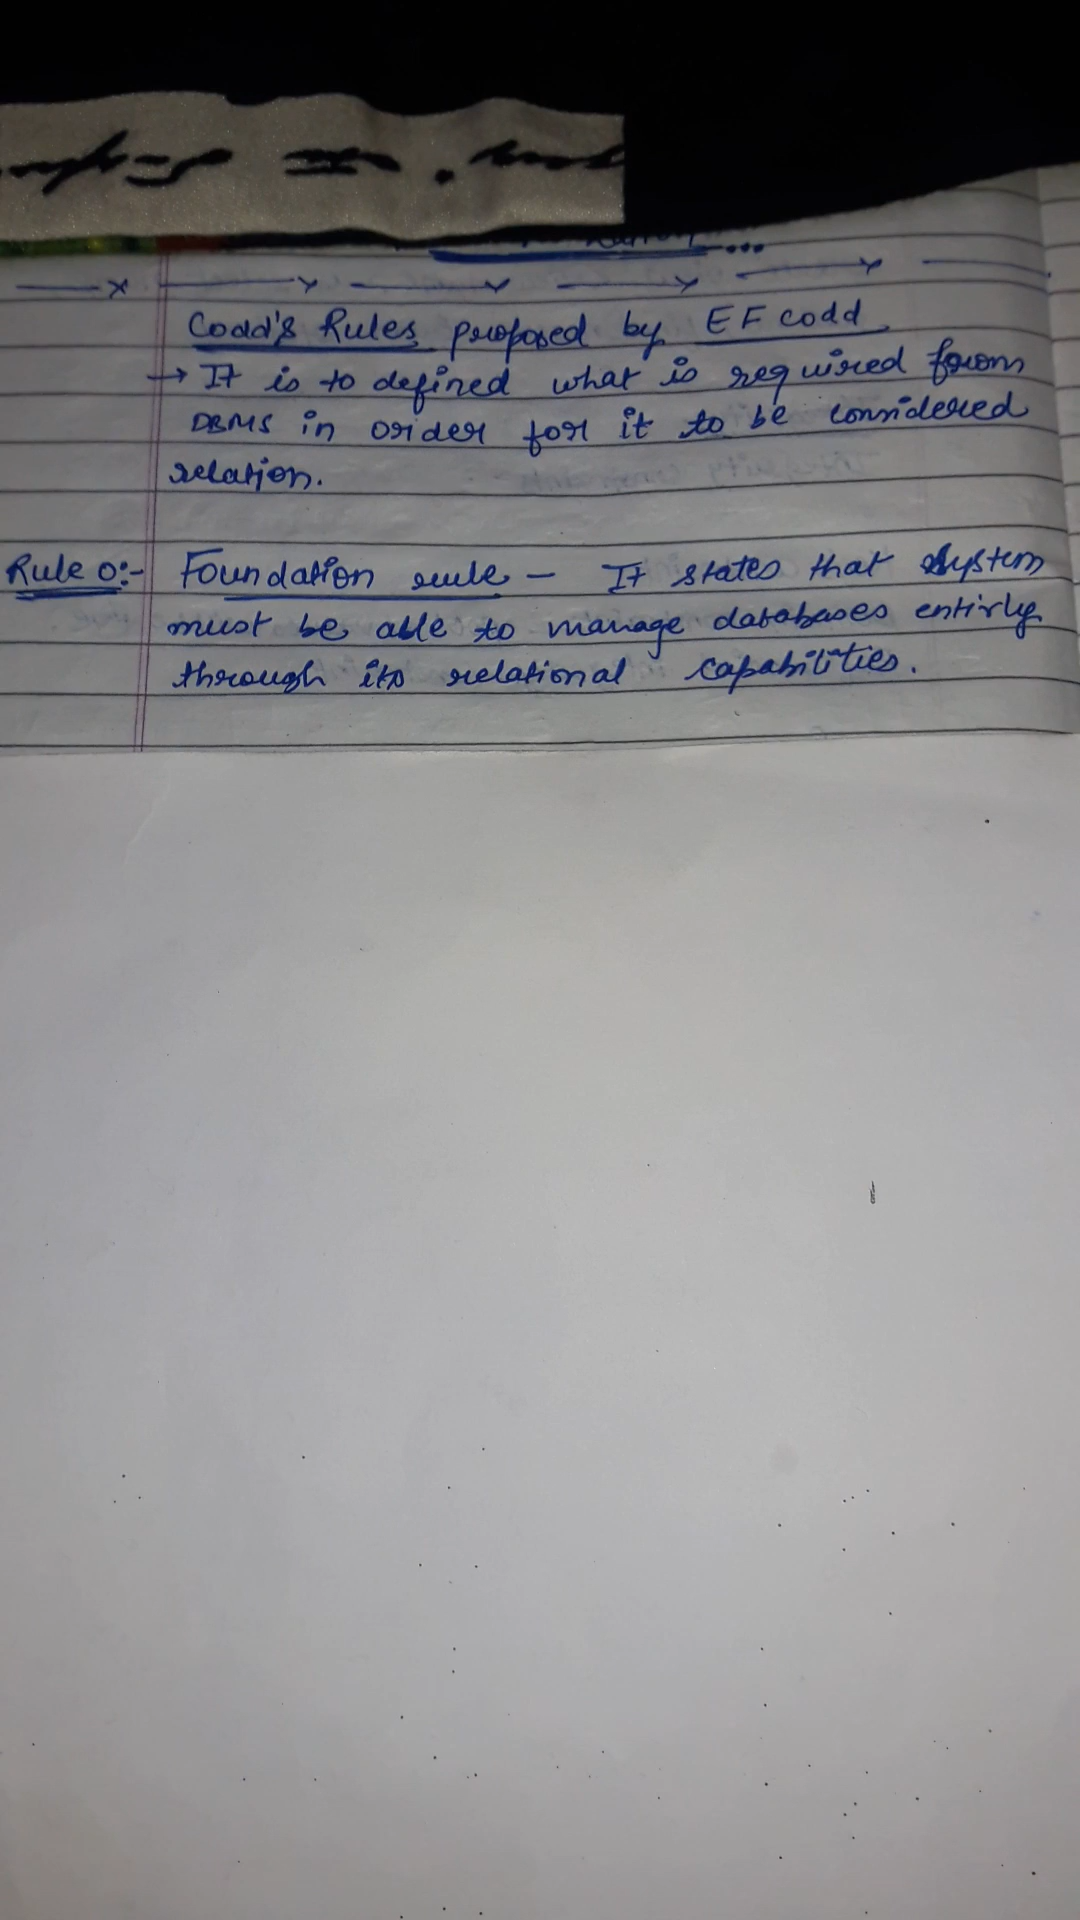 Codd's Rules proposed by EF codd
→ It is to defined what is required from
DBMS in order for it to be considered
relation.
Rule 0:- Foundation rule - It states that system
must be able to manage databases entirly
through its relational capabilities.